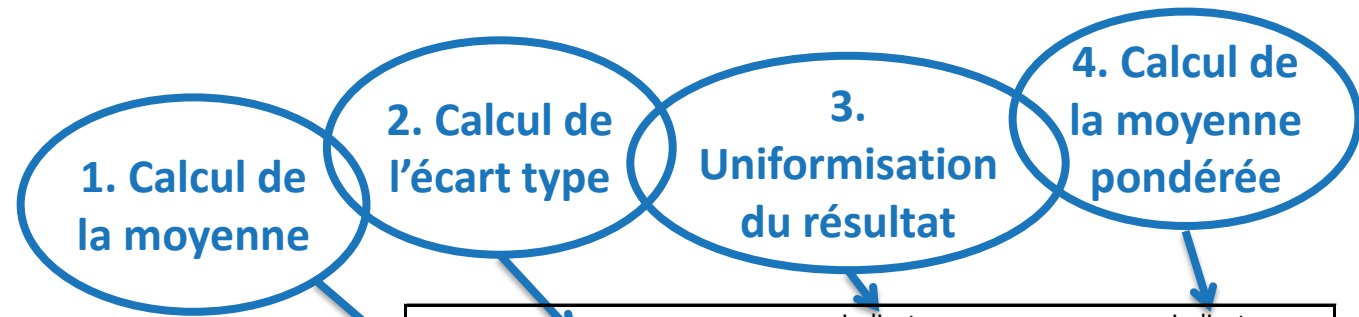 1. Calcul de
la moyenne
2. Calcul de
l'écart type
3.
Uniformisation
du résultat
4. Calcul de
la moyenne
pondérée